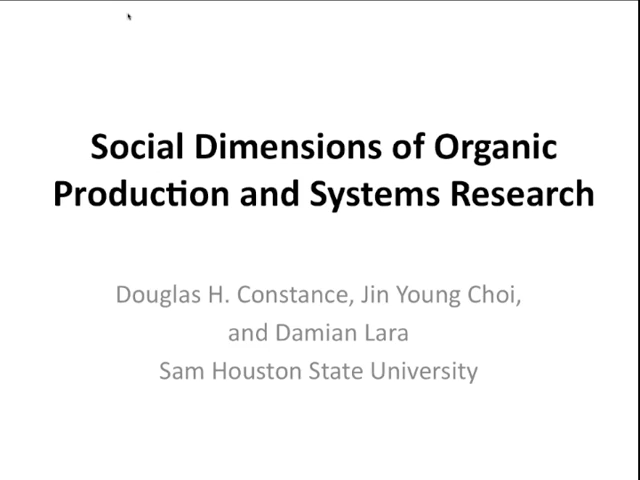 Social Dimensions of Organic
Production and Systems Research
Douglas H. Constance, Jin Young Choi,
and Damian Lara
Sam Houston State University